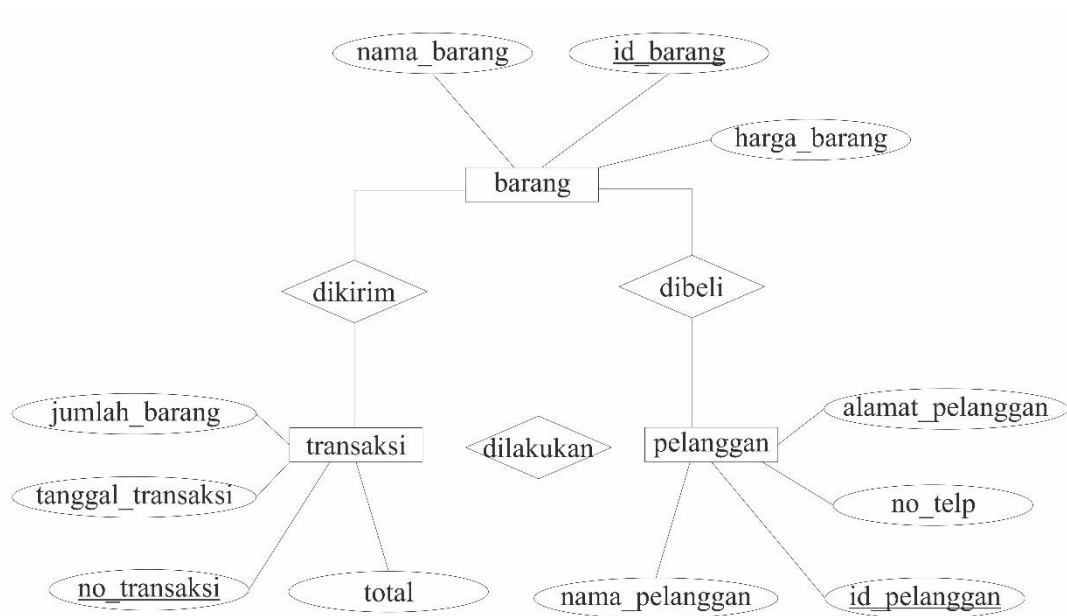 nama_barang
id_barang
harga_barang
barang
dikirim
dibeli
jumlah_barang
alamat_pelanggan
transaksi
dilakukan
pelanggan
tanggal_transaksi
no_telp
no_transaksi
total
nama_pelanggan
id_pelanggan